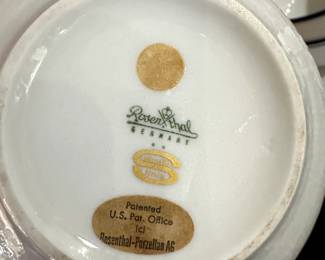 Rosenthal
GERMANY
Patented
U.S. Pat. Office
(c)
Rosenthal-Porzellan AG